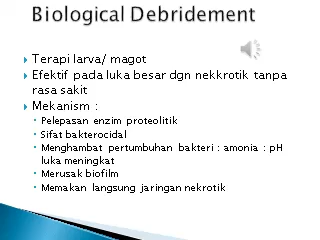 Biological Debridement
Terapi larva/ magot
Efektif pada luka besar dgn nekkrotik tanpa
rasa sakit
Mekanism :
Pelepasan enzim proteolitik
Sifat bakterocidal
Menghambat pertumbuhan bakteri : amonia : pH
luka meningkat
Merusak biofilm
Memakan langsung jaringan nekrotik